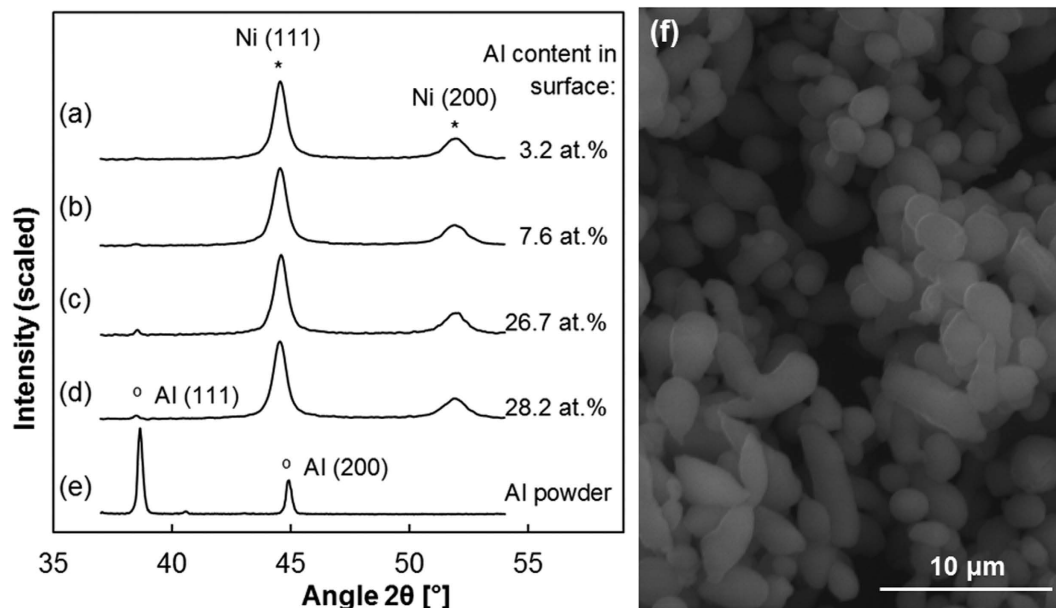 Ni (111)
*
Al content in
surface:
Ni (200)
*
(a)
3.2 at.%
(b)
7.6 at.%
(c)
26.7 at.%
(d)
o Al (111)
28.2 at.%
(e)
o Al (200)
Al powder
Intensity (scaled)
35 40 45 50 55
Angle 2θ [°]
(f)
10 µm